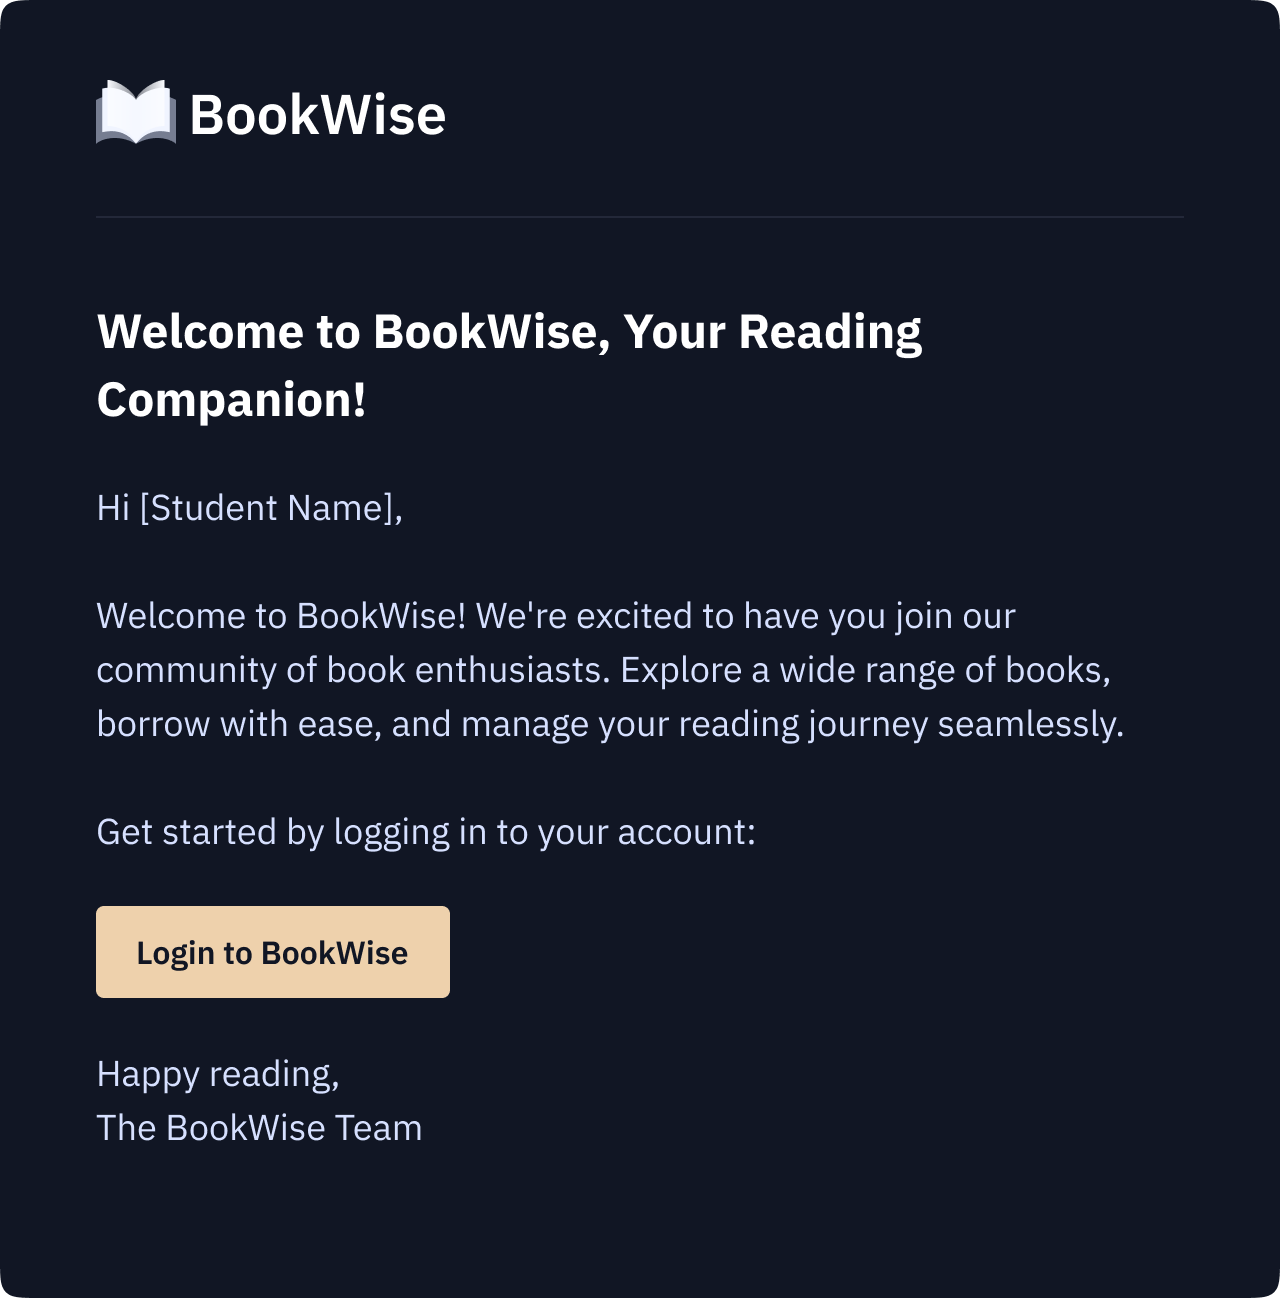 BookWise
Welcome to BookWise, Your Reading
Companion!
Hi [Student Name],
Welcome to BookWise! We're excited to have you join our
community of book enthusiasts. Explore a wide range of books,
borrow with ease, and manage your reading journey seamlessly.
Get started by logging in to your account:
Login to BookWise
Happy reading,
The BookWise Team